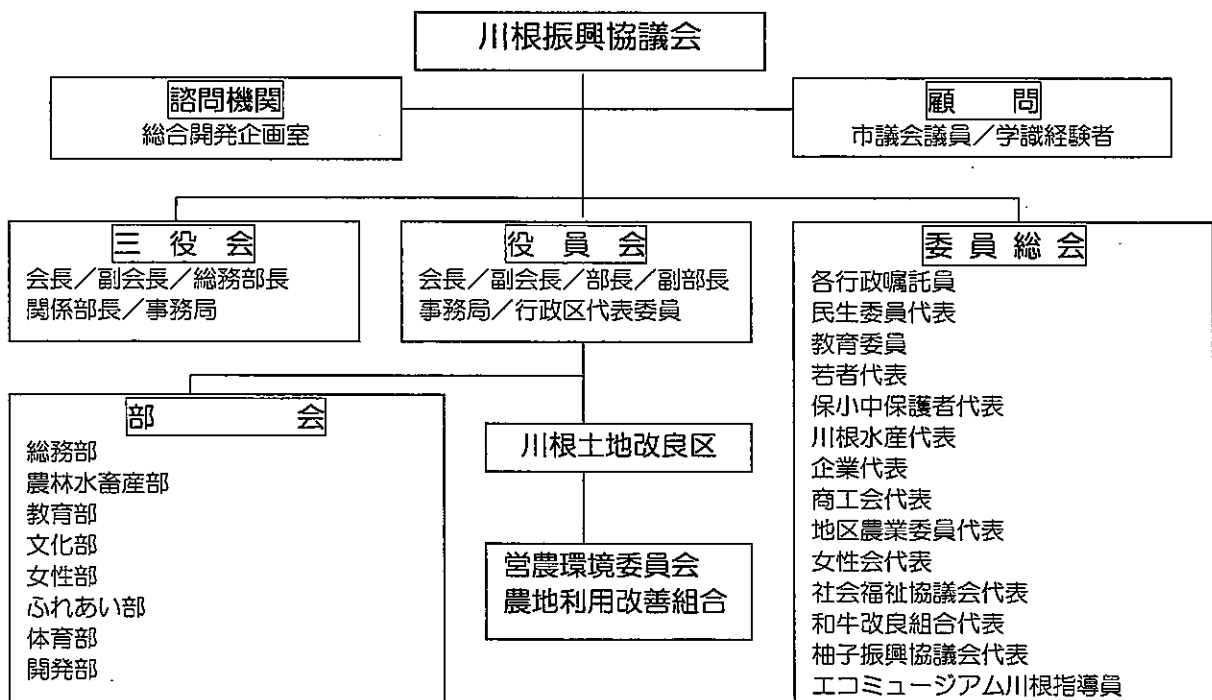 川根振興協議会
諮問機関
総合開発企画室
顧　問
市議会議員／学識経験者
三役会
会長／副会長／総務部長
関係部長／事務局
役員会
会長／副会長／部長／副部長
事務局／行政区代表委員
委員総会
各行政嘱託員
民生委員代表
教育委員
若者代表
保小中保護者代表
川根水産代表
企業代表
商工会代表
地区農業委員代表
女性会代表
社会福祉協議会代表
和牛改良組合代表
柚子振興協議会代表
エコミュージアム川根指導員
部　会
総務部
農林水畜産部
教育部
文化部
女性部
ふれあい部
体育部
開発部
川根土地改良区
営農環境委員会
農地利用改善組合